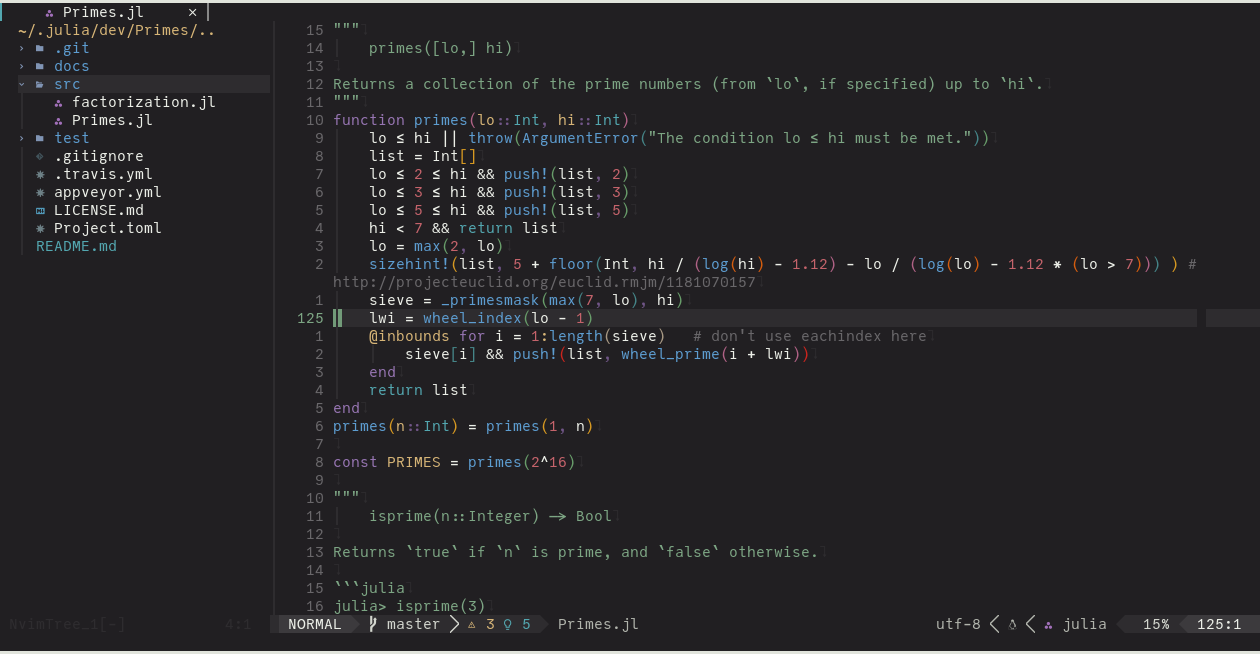 Primes.jl ×
~/.julia/dev/Primes/..
.git
docs
src
factorization.jl
Primes.jl
test
.gitignore
.travis.yml
appveyor.yml
LICENSE.md
Project.toml
README.md
15 """
14 primes([lo,] hi)
13
12 Returns a collection of the prime numbers (from `lo`, if specified) up to `hi`.
11 """
10 function primes(lo::Int, hi::Int)
9 lo ≤ hi || throw(ArgumentError("The condition lo ≤ hi must be met."))
8 list = Int[]
7 lo ≤ 2 ≤ hi && push!(list, 2)
6 lo ≤ 3 ≤ hi && push!(list, 3)
5 lo ≤ 5 ≤ hi && push!(list, 5)
4 hi < 7 && return list
3 lo = max(2, lo)
2 sizehint!(list, 5 + floor(Int, hi / (log(hi) - 1.12) - lo / (log(lo) - 1.12 * (lo > 7))) ) #
http://projecteuclid.org/euclid.rmjm/1181070157
1 sieve = _primesmask(max(7, lo), hi)
125 lwi = wheel_index(lo - 1)
1 @inbounds for i = 1:length(sieve) # don't use eachindex here
2 sieve[i] && push!(list, wheel_prime(i + lwi))
3 end
4 return list
5 end
6 primes(n::Int) = primes(1, n)
7
8 const PRIMES = primes(2^16)
9
10 """
11 isprime(n::Integer) -> Bool
12
13 Returns `true` if `n` is prime, and `false` otherwise.
14
15 ```julia
16 julia> isprime(3)
NvimTree_1[-] 4:1 NORMAL master 3 5 Primes.jl utf-8 julia 15% 125:1